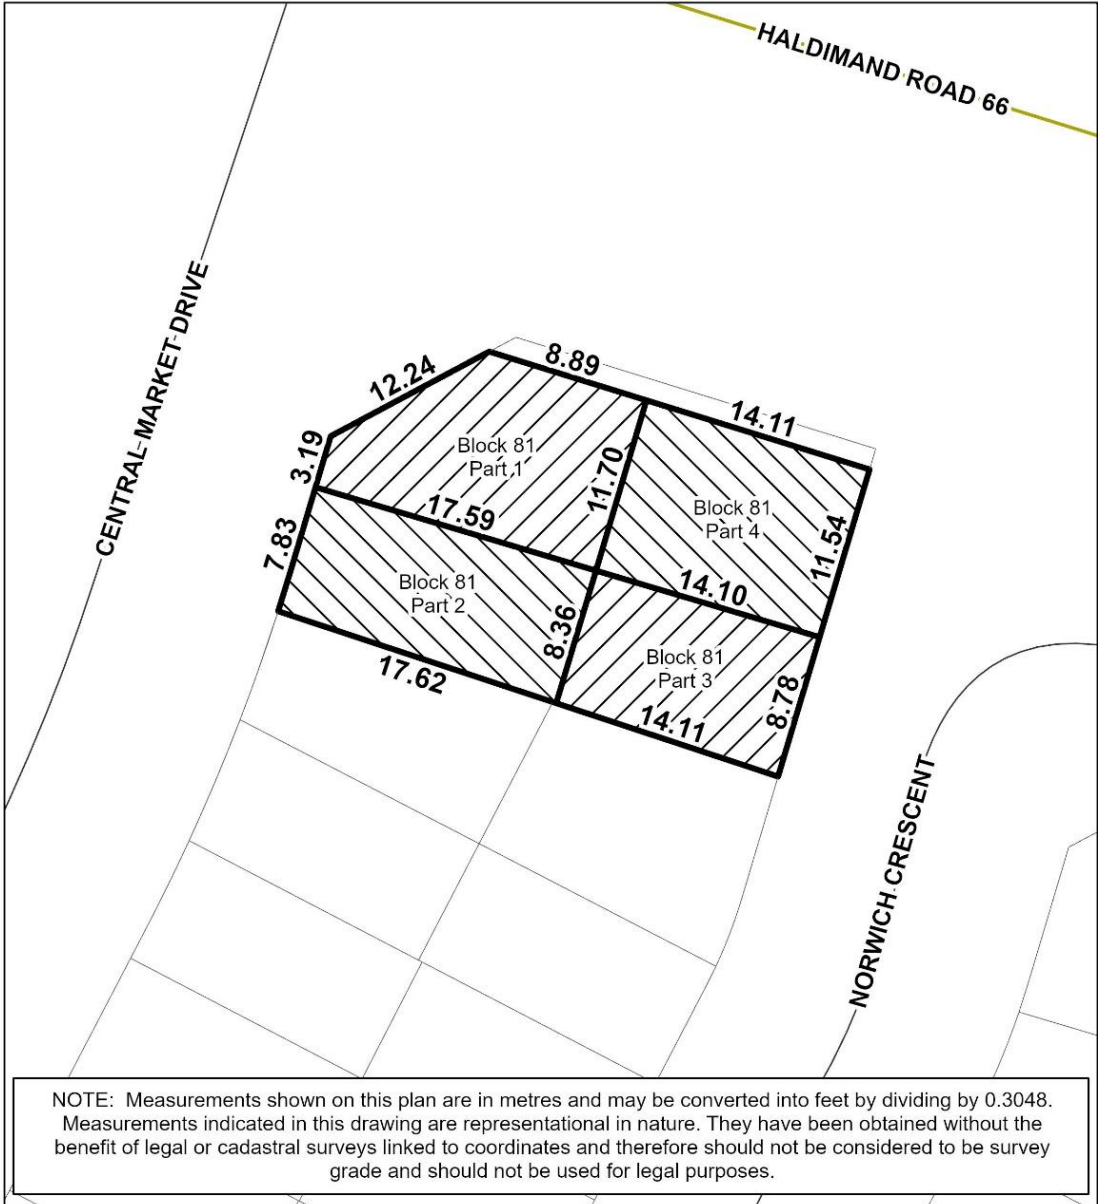 HALDIMAND ROAD 66
CENTRAL MARKET DRIVE
8.89
12.24
14.11
3.19
Block 81
Part 1
11.70
17.59
Block 81
Part 4
11.54
7.83
Block 81
Part 2
14.10
8.36
Block 81
Part 3
17.62
8.78
14.11
NORWICH CRESCENT
NOTE: Measurements shown on this plan are in metres and may be converted into feet by dividing by 0.3048.
Measurements indicated in this drawing are representational in nature. They have been obtained without the
benefit of legal or cadastral surveys linked to coordinates and therefore should not be considered to be survey
grade and should not be used for legal purposes.